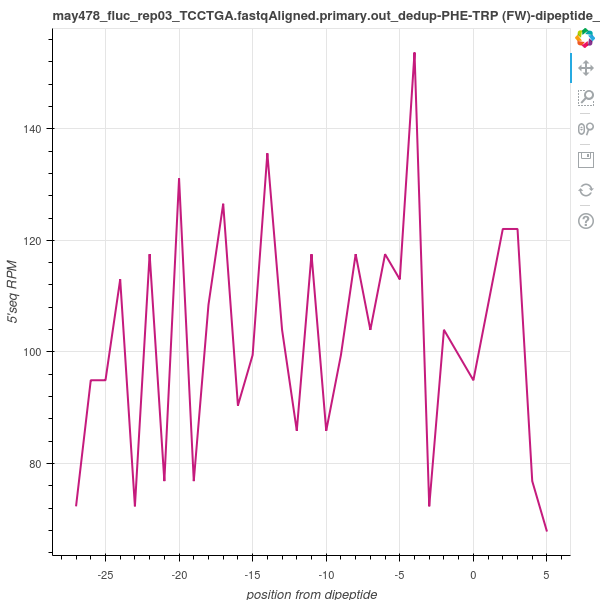 may478_fluc_rep03_TCCTGA.fastqAligned.primary.out_dedup-PHE-TRP (FW)-dipeptide_
140
120
100
80
5'seq RPM
-25 -20 -15 -10 -5 0 5
position from dipeptide